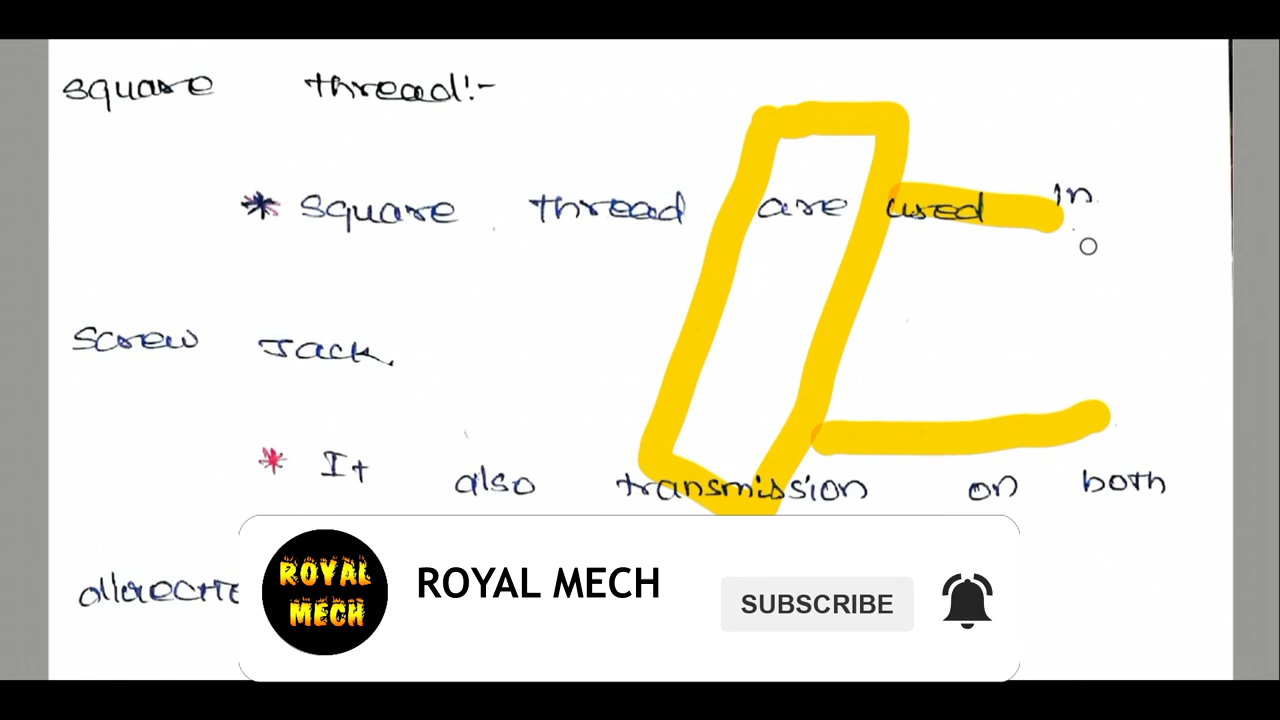 square thread:-
* square thread are used in
screw Jack.
* It also transmission on both
ROYAL MECH
ROYAL MECH
SUBSCRIBE